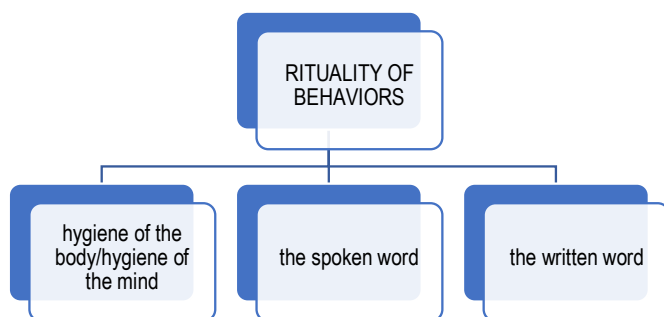 RITUALITY OF
BEHAVIORS
hygiene of the
body/hygiene of
the mind
the spoken word
the written word